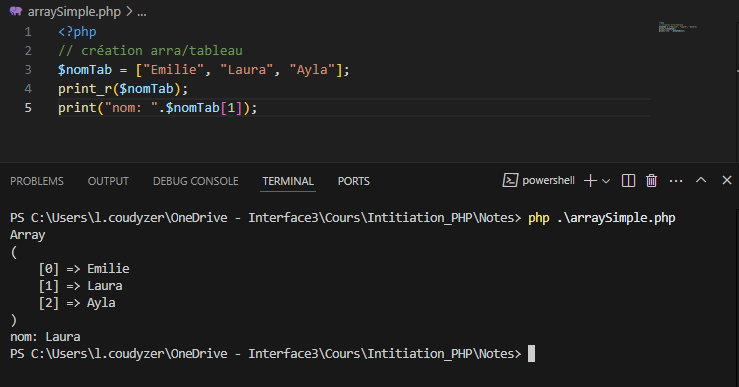 arraySimple.php > ...
1 <?php
2 // création arra/tableau
3 $nomTab = ["Emilie", "Laura", "Ayla"];
4 print_r($nomTab);
5 print("nom: ".$nomTab[1]);
PROBLEMS OUTPUT DEBUG CONSOLE TERMINAL PORTS powershell
PS C:\Users\l.coudyzer\OneDrive - Interface3\Cours\Intitiation_PHP\Notes> php .\arraySimple.php
Array
(
    [0] => Emilie
    [1] => Laura
    [2] => Ayla
)
nom: Laura
PS C:\Users\l.coudyzer\OneDrive - Interface3\Cours\Intitiation_PHP\Notes>